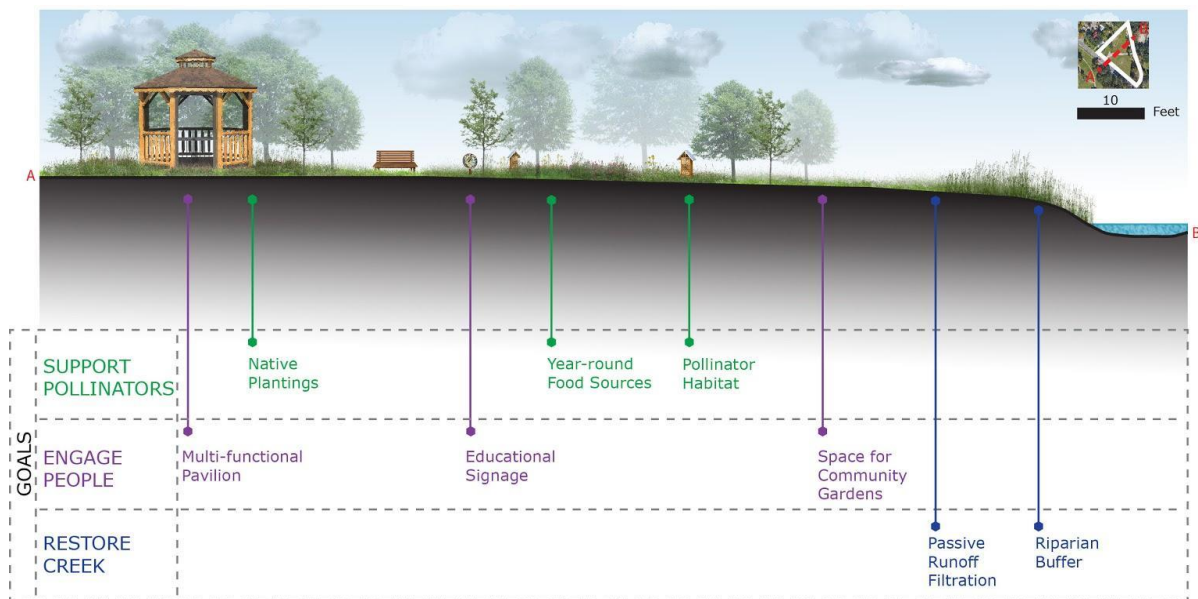 10
Feet
A
B
GOALS
SUPPORT
POLLINATORS
Native
Plantings
Year-round
Food Sources
Pollinator
Habitat
ENGAGE
PEOPLE
Multi-functional
Pavilion
Educational
Signage
Space for
Community
Gardens
RESTORE
CREEK
Passive
Runoff
Filtration
Riparian
Buffer